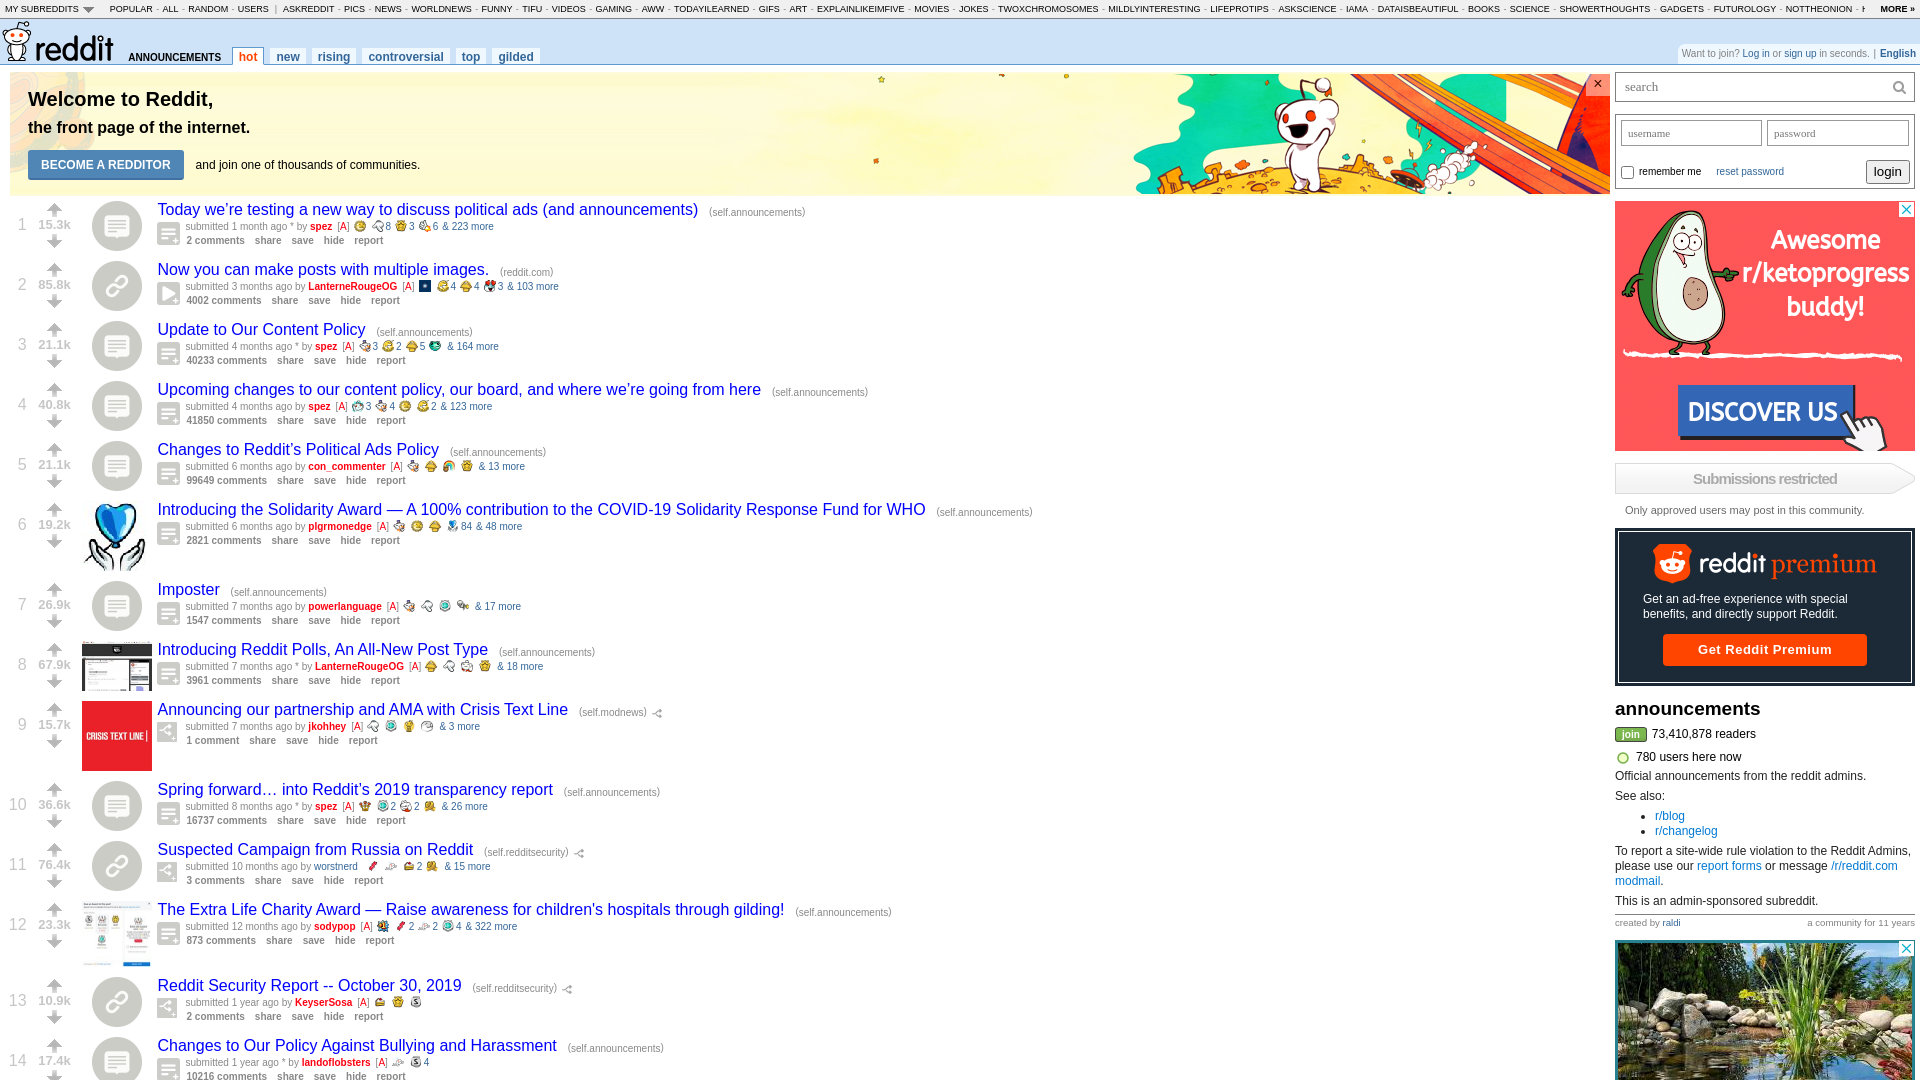 MY SUBREDDITS POPULAR - ALL - RANDOM - USERS | ASKREDDIT - PICS - NEWS - WORLDNEWS - FUNNY - TIFU - VIDEOS - GAMING - AWW - TODAYILEARNED - GIFS - ART - EXPLAINLIKEIMFIVE - MOVIES - JOKES - TWOXCHROMOSOMES - MILDLYINTERESTING - LIFEPROTIPS - ASKSCIENCE - IAMA - DATAISBEAUTIFUL - BOOKS - SCIENCE - SHOWERTHOUGHTS - GADGETS - FUTUROLOGY - NOTTHEONION - MORE »
reddit ANNOUNCEMENTS hot new rising controversial top gilded
Want to join? Log in or sign up in seconds. | English
Welcome to Reddit,
the front page of the internet.
BECOME A REDDITOR and join one of thousands of communities.
×
1 15.3k Today we're testing a new way to discuss political ads (and announcements) (self.announcements)
submitted 1 month ago * by spez [A] 8 3 6 & 223 more
2 comments share save hide report
2 85.8k Now you can make posts with multiple images. (reddit.com)
submitted 3 months ago by LanterneRougeOG [A] 4 4 3 & 103 more
4002 comments share save hide report
3 21.1k Update to Our Content Policy (self.announcements)
submitted 4 months ago * by spez [A] 3 2 5 & 164 more
40233 comments share save hide report
4 40.8k Upcoming changes to our content policy, our board, and where we're going from here (self.announcements)
submitted 4 months ago by spez [A] 3 4 2 & 123 more
41850 comments share save hide report
5 21.1k Changes to Reddit's Political Ads Policy (self.announcements)
submitted 6 months ago by con_commenter [A] & 13 more
99649 comments share save hide report
6 19.2k Introducing the Solidarity Award — A 100% contribution to the COVID-19 Solidarity Response Fund for WHO (self.announcements)
submitted 6 months ago by plgrmonedge [A] 84 & 48 more
2821 comments share save hide report
7 26.9k Imposter (self.announcements)
submitted 7 months ago by powerlanguage [A] & 17 more
1547 comments share save hide report
8 67.9k Introducing Reddit Polls, An All-New Post Type (self.announcements)
submitted 7 months ago * by LanterneRougeOG [A] & 18 more
3961 comments share save hide report
9 15.7k CRISIS TEXT LINE | Announcing our partnership and AMA with Crisis Text Line (self.modnews)
submitted 7 months ago by jkohhey [A] & 3 more
1 comment share save hide report
10 36.6k Spring forward… into Reddit's 2019 transparency report (self.announcements)
submitted 8 months ago * by spez [A] 2 2 & 26 more
16737 comments share save hide report
11 76.4k Suspected Campaign from Russia on Reddit (self.redditsecurity)
submitted 10 months ago by worstnerd 2 & 15 more
3 comments share save hide report
12 23.3k The Extra Life Charity Award — Raise awareness for children's hospitals through gilding! (self.announcements)
submitted 12 months ago by sodypop [A] 2 2 4 & 322 more
873 comments share save hide report
13 10.9k Reddit Security Report -- October 30, 2019 (self.redditsecurity)
submitted 1 year ago by KeyserSosa [A]
2 comments share save hide report
14 17.4k Changes to Our Policy Against Bullying and Harassment (self.announcements)
submitted 1 year ago * by landoflobsters [A] 4
10216 comments share save hide report
search
username password
remember me reset password login
Awesome
r/ketoprogress
buddy!
DISCOVER US
Submissions restricted
Only approved users may post in this community.
reddit premium
Get an ad-free experience with special
benefits, and directly support Reddit.
Get Reddit Premium
announcements
join 73,410,878 readers
780 users here now
Official announcements from the reddit admins.
See also:
• r/blog
• r/changelog
To report a site-wide rule violation to the Reddit Admins,
please use our report forms or message /r/reddit.com
modmail.
This is an admin-sponsored subreddit.
created by raldi a community for 11 years